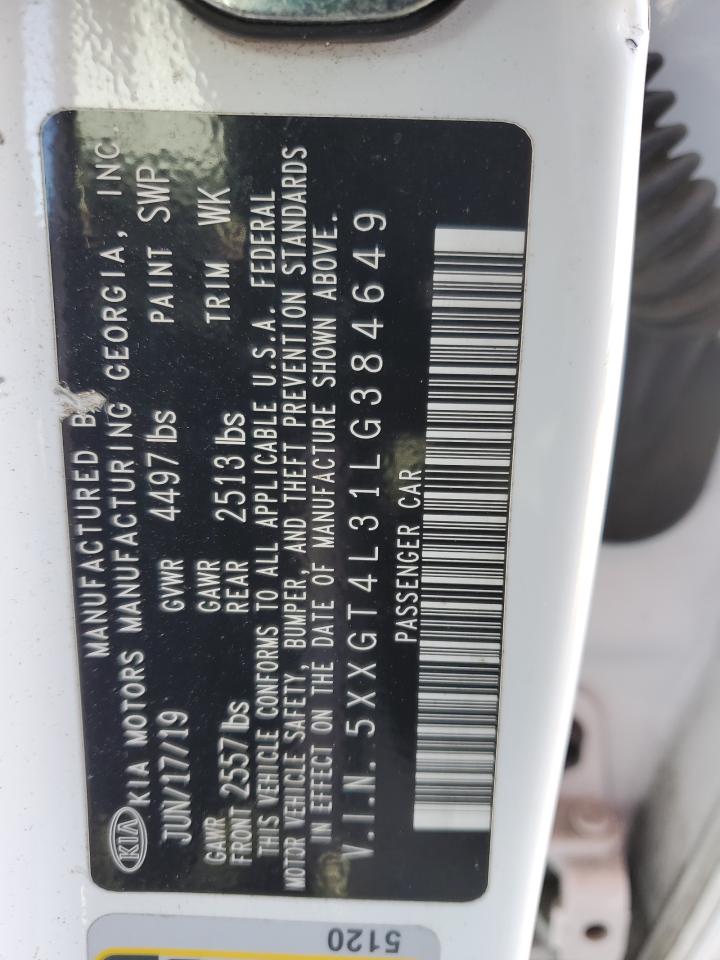 MANUFACTURED BY
KIA KIA MOTORS MANUFACTURING GEORGIA, INC.
JUN/17/19 GVWR 4497 lbs PAINT SWP
GAWR FRONT 2557 lbs GAWR REAR 2513 lbs TRIM WK
THIS VEHICLE CONFORMS TO ALL APPLICABLE U.S.A. FEDERAL
MOTOR VEHICLE SAFETY, BUMPER, AND THEFT PREVENTION STANDARDS
IN EFFECT ON THE DATE OF MANUFACTURE SHOWN ABOVE.
V.I.N. 5XXGT4L31LG384649
PASSENGER CAR
5120